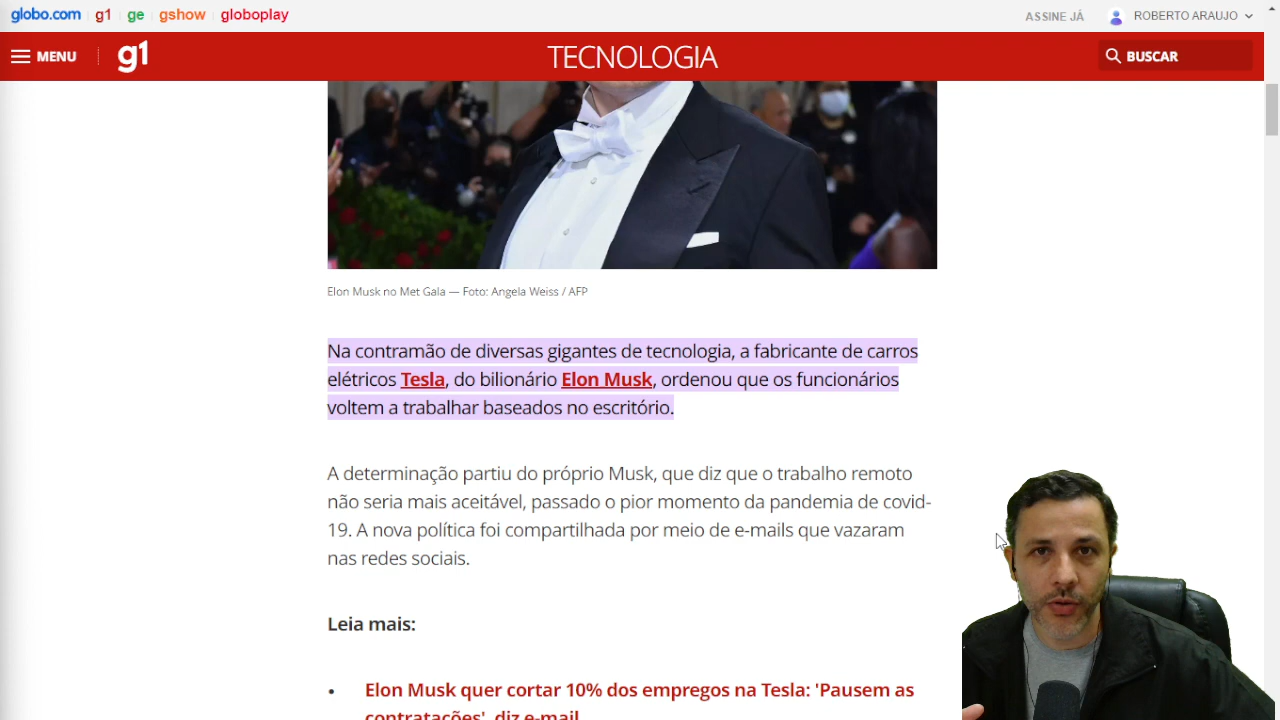 globo.com g1 ge gshow globoplay ASSINE JÁ ROBERTO ARAUJO
MENU g1 TECNOLOGIA BUSCAR
Elon Musk no Met Gala — Foto: Angela Weiss / AFP
Na contramão de diversas gigantes de tecnologia, a fabricante de carros
elétricos Tesla, do bilionário Elon Musk, ordenou que os funcionários
voltem a trabalhar baseados no escritório.
A determinação partiu do próprio Musk, que diz que o trabalho remoto
não seria mais aceitável, passado o pior momento da pandemia de covid-
19. A nova política foi compartilhada por meio de e-mails que vazaram
nas redes sociais.
Leia mais:
• Elon Musk quer cortar 10% dos empregos na Tesla: 'Pausem as
contratações', diz e-mail